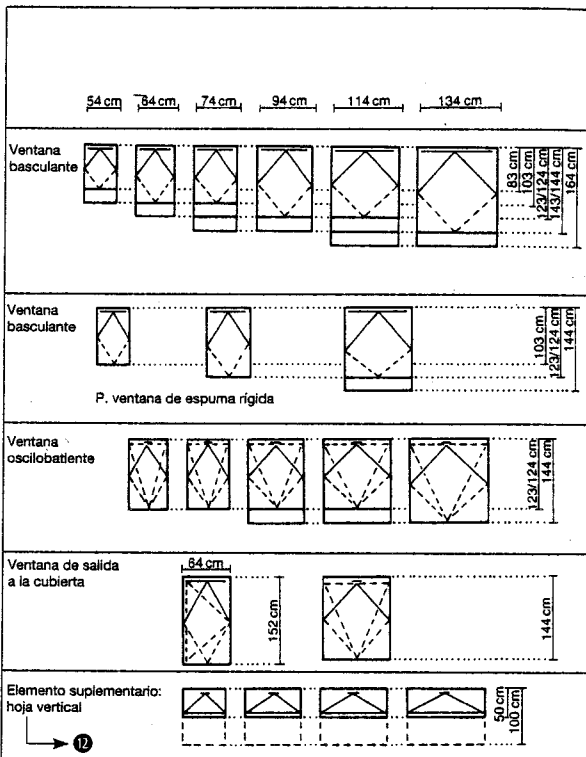 54 cm 64 cm 74 cm 94 cm 114 cm 134 cm
Ventana
basculante
83 cm
103 cm
123/124 cm
143/144 cm
164 cm
Ventana
basculante
103 cm
123/124 cm
144 cm
P. ventana de espuma rígida
Ventana
oscilobatiente
123/124 cm
144 cm
Ventana de salida
a la cubierta
64 cm
152 cm
144 cm
Elemento suplementario:
hoja vertical
50 cm
100 cm
12